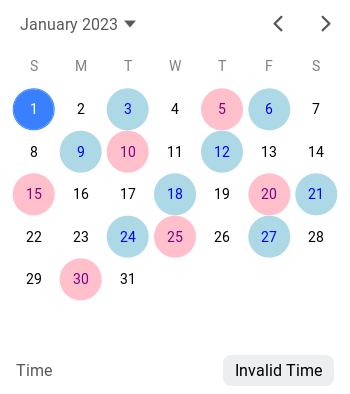 January 2023
S M T W T F S
1 2 3 4 5 6 7
8 9 10 11 12 13 14
15 16 17 18 19 20 21
22 23 24 25 26 27 28
29 30 31
Time Invalid Time